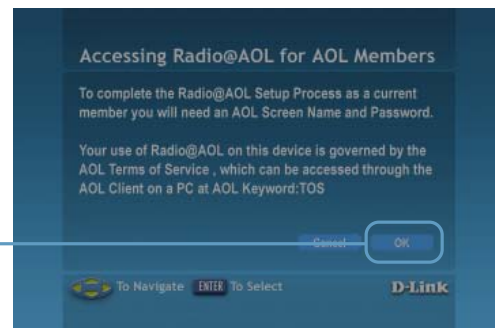 Accessing Radio@AOL for AOL Members
To complete the Radio@AOL Setup Process as a current
member you will need an AOL Screen Name and Password.
Your use of Radio@AOL on this device is governed by the
AOL Terms of Service , which can be accessed through the
AOL Client on a PC at AOL Keyword:TOS
Cancel OK
To Navigate ENTER To Select D-Link